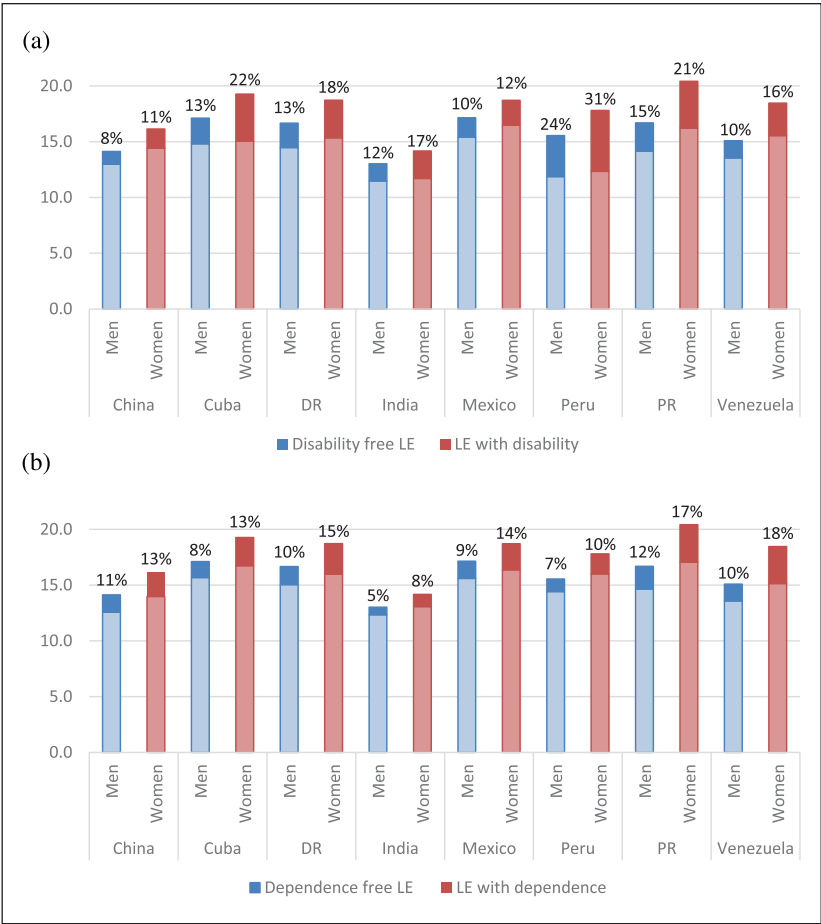 (a)
20.0
15.0
10.0
5.0
0.0
8% 11% 13% 22% 13% 18% 12% 17% 10% 12% 24% 31% 15% 21% 10% 16%
Men Women Men Women Men Women Men Women Men Women Men Women Men Women Men Women
China Cuba DR India Mexico Peru PR Venezuela
Disability free LE LE with disability
(b)
20.0
15.0
10.0
5.0
0.0
11% 13% 8% 13% 10% 15% 5% 8% 9% 14% 7% 10% 12% 17% 10% 18%
Men Women Men Women Men Women Men Women Men Women Men Women Men Women Men Women
China Cuba DR India Mexico Peru PR Venezuela
Dependence free LE LE with dependence